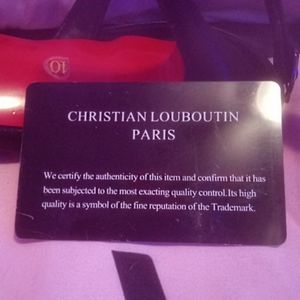 10
CHRISTIAN LOUBOUTIN
PARIS
We certify the authenticity of this item and confirm that it has
been subjected to the most exacting quality control.Its high
quality is a symbol of the fine reputation of the Trademark.